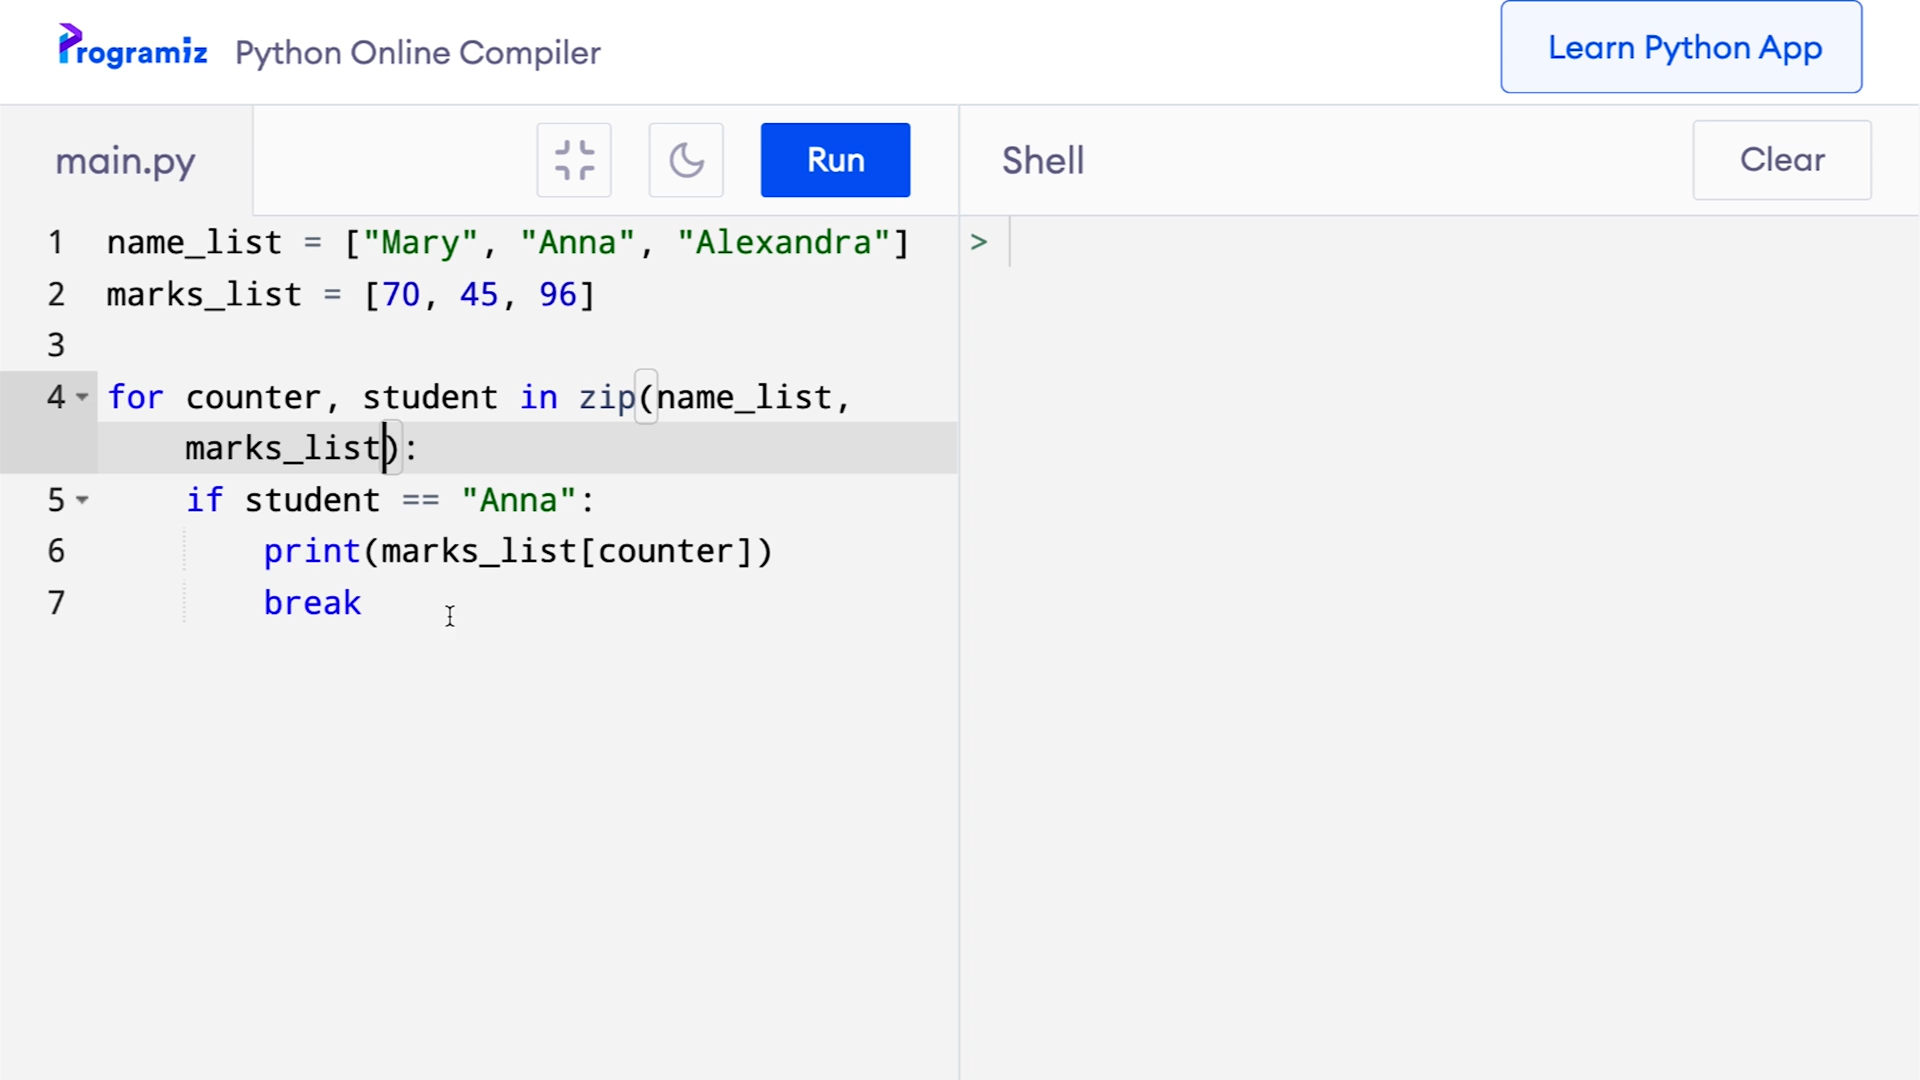 Programiz Python Online Compiler
Learn Python App
main.py
Run
Shell
Clear
1 name_list = ["Mary", "Anna", "Alexandra"]
2 marks_list = [70, 45, 96]
3
4 for counter, student in zip(name_list,
marks_list):
5 if student == "Anna":
6 print(marks_list[counter])
7 break
>